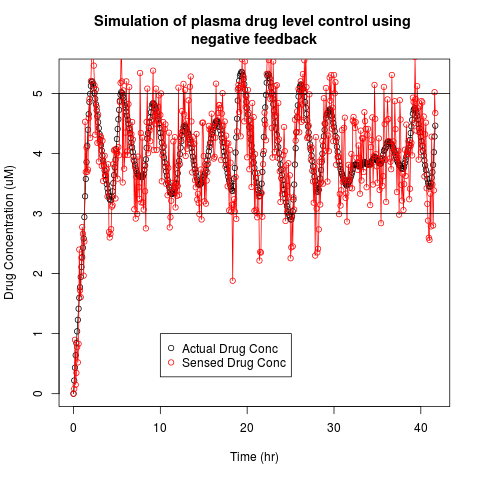 Simulation of plasma drug level control using
negative feedback
Drug Concentration (uM)
5
4
3
2
1
0
Actual Drug Conc
Sensed Drug Conc
0 10 20 30 40
Time (hr)